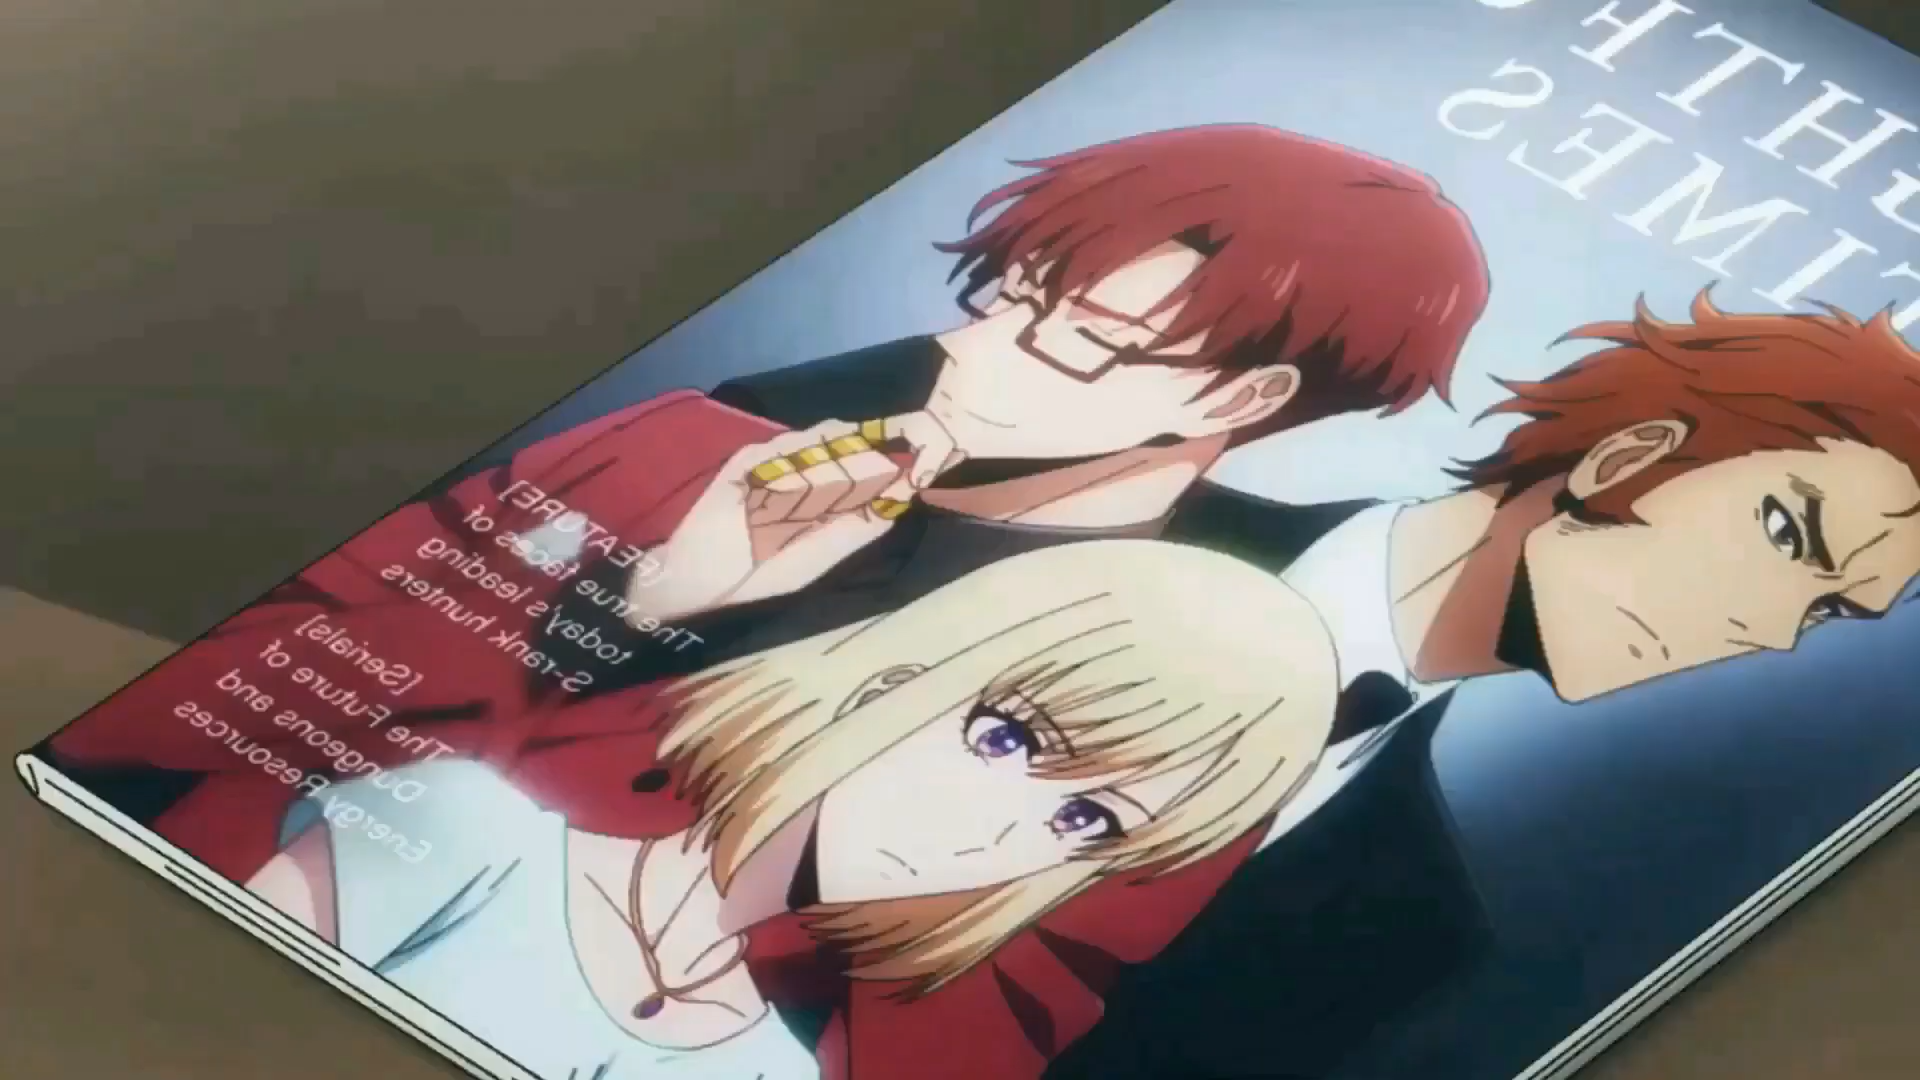 TIMES
[FEATURE]
The true faces of
today's leading
S-rank hunters
[Serials]
The Future of
Dungeons and
Energy Resources